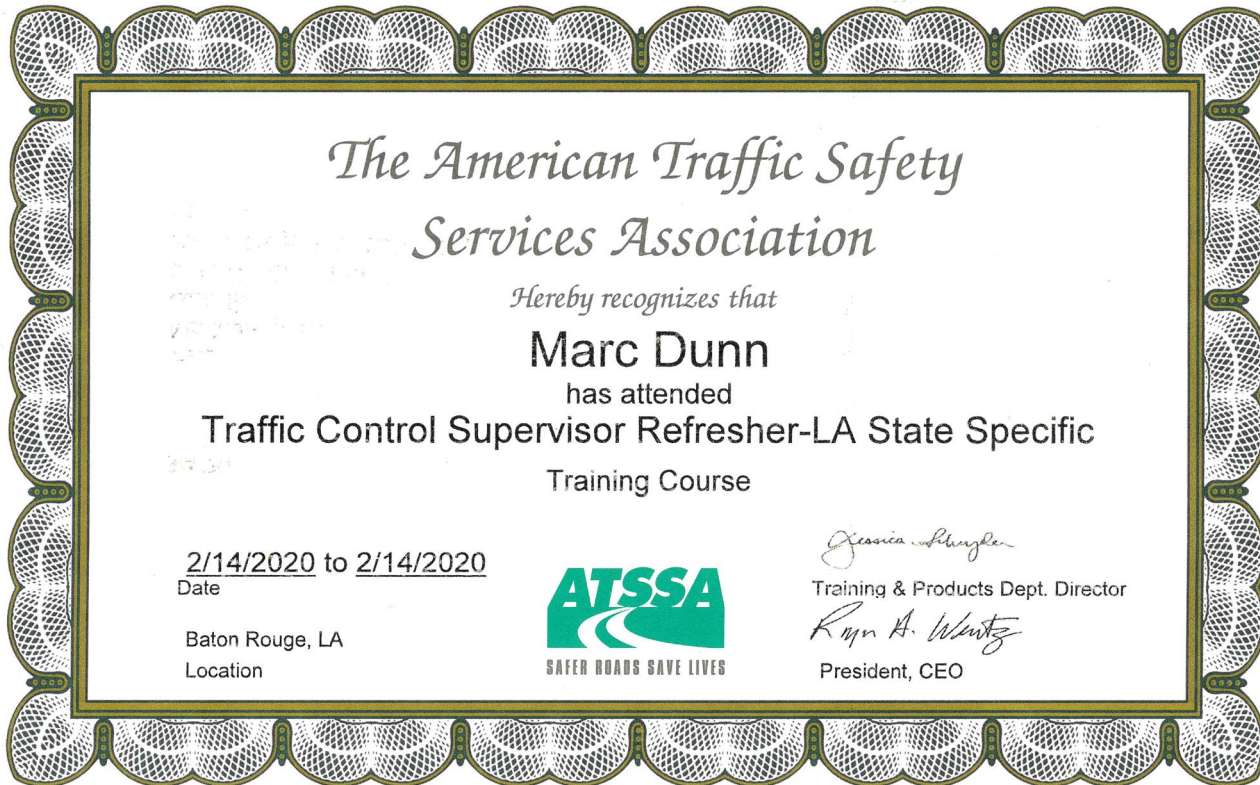 The American Traffic Safety
Services Association
Hereby recognizes that
Marc Dunn
has attended
Traffic Control Supervisor Refresher-LA State Specific
Training Course
2/14/2020 to 2/14/2020
Date
Baton Rouge, LA
Location
ATSSA
SAFER ROADS SAVE LIVES
Jessica
Training & Products Dept. Director
A. Wentz
President, CEO